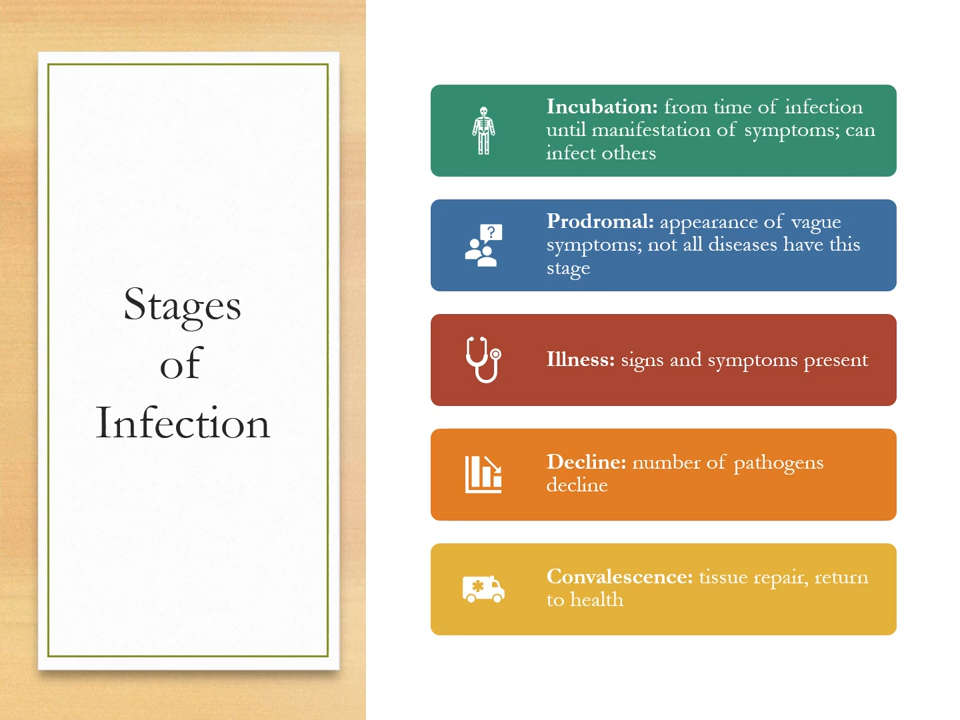 Stages
of
Infection
Incubation: from time of infection
until manifestation of symptoms; can
infect others
?
Prodromal: appearance of vague
symptoms; not all diseases have this
stage
Illness: signs and symptoms present
Decline: number of pathogens
decline
Convalescence: tissue repair, return
to health